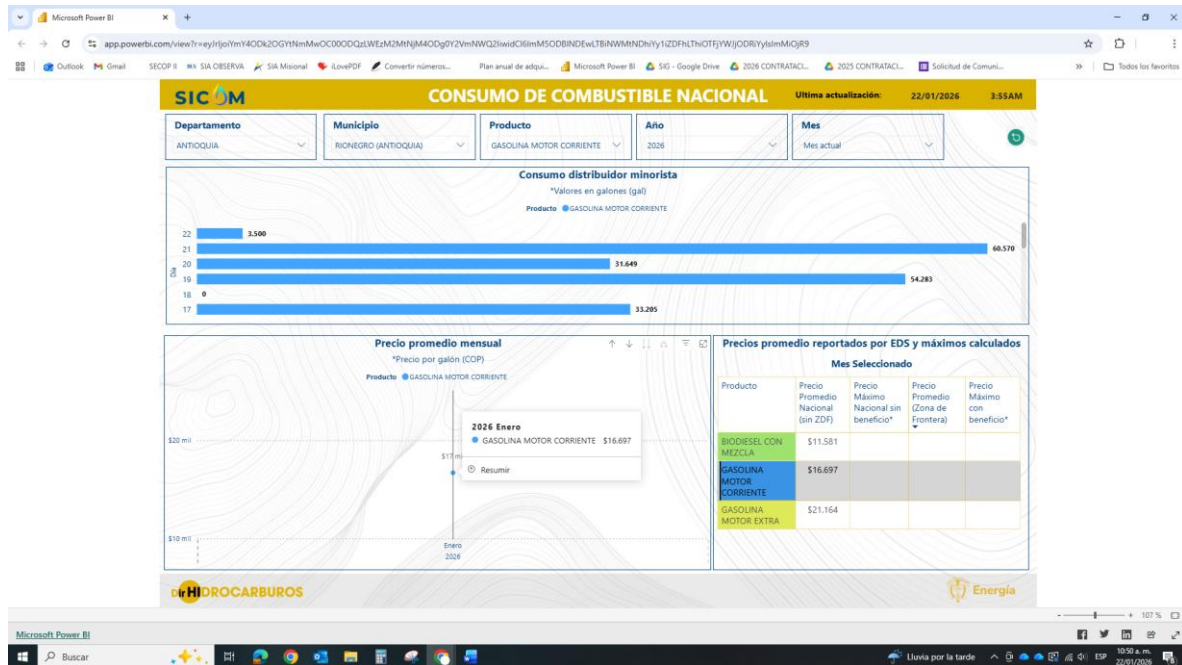 Microsoft Power BI
app.powerbi.com/view?r=
Outlook
Gmail
SECOP II
SIA OBSERVA
SIA Misional
iLovePDF
Convertir números...
Plan anual de adqui...
Microsoft Power BI
SIG - Google Drive
2026 CONTRATACI...
2025 CONTRATACI...
Solicitud de Comuni...
Todos los favoritos
SICOM
CONSUMO DE COMBUSTIBLE NACIONAL
Ultima actualización: 22/01/2026 3:55AM
Departamento
ANTIOQUIA
Municipio
RIONEGRO (ANTIOQUIA)
Producto
GASOLINA MOTOR CORRIENTE
Año
2026
Mes
Mes actual
Consumo distribuidor minorista
*Valores en galones (gal)
Producto GASOLINA MOTOR CORRIENTE
Día
22 3.500
21 60.570
20 31.649
19 54.283
18 0
17 33.205
Precio promedio mensual
*Precio por galón (COP)
Producto GASOLINA MOTOR CORRIENTE
$20 mil
$17 mi
$10 mil
2026 Enero
GASOLINA MOTOR CORRIENTE $16.697
Resumir
Enero
2026
Precios promedio reportados por EDS y máximos calculados
Mes Seleccionado
Producto
Precio Promedio Nacional (sin ZDF)
Precio Máximo Nacional sin beneficio*
Precio Promedio (Zona de Frontera)
Precio Máximo con beneficio*
BIODIESEL CON MEZCLA $11.581
GASOLINA MOTOR CORRIENTE $16.697
GASOLINA MOTOR EXTRA $21.164
DirHIDROCARBUROS
Energía
107 %
Microsoft Power BI
Buscar
Lluvia por la tarde
ESP
10:50 a. m.
22/01/2026